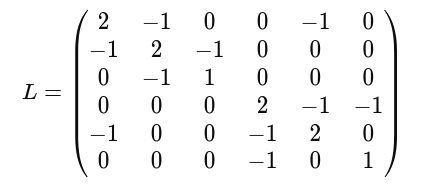 2 −1 0 0 −1 0
−1 2 −1 0 0 0
0 −1 1 0 0 0
L = 0 0 0 2 −1 −1
−1 0 0 −1 2 0
0 0 0 −1 0 1